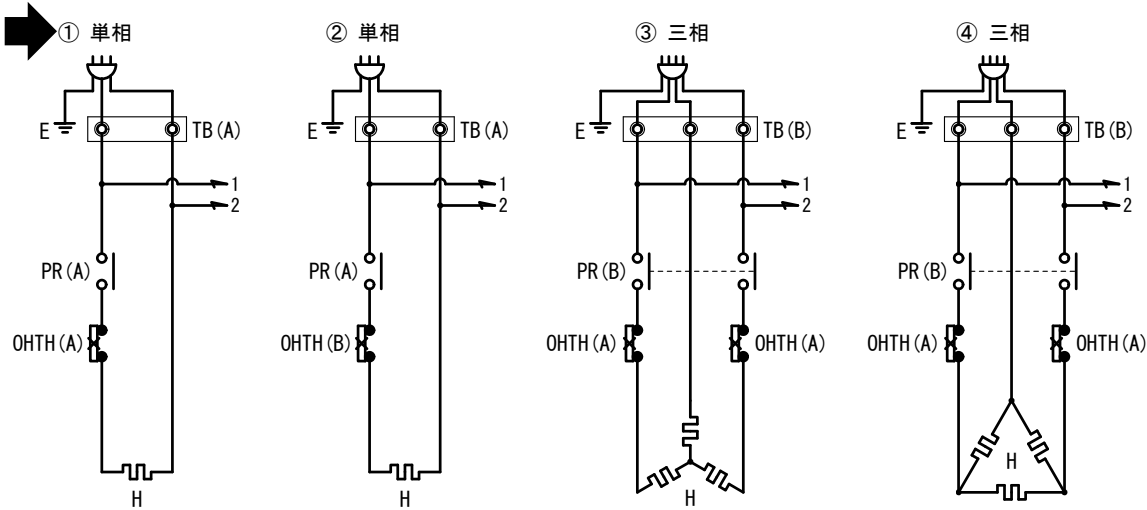 ① 単相
E
TB(A)
1
2
PR(A)
OHTH(A)
H
② 単相
E
TB(A)
1
2
PR(A)
OHTH(B)
H
③ 三相
E
TB(B)
1
2
PR(B)
OHTH(A)
OHTH(A)
H
④ 三相
E
TB(B)
1
2
PR(B)
OHTH(A)
OHTH(A)
H